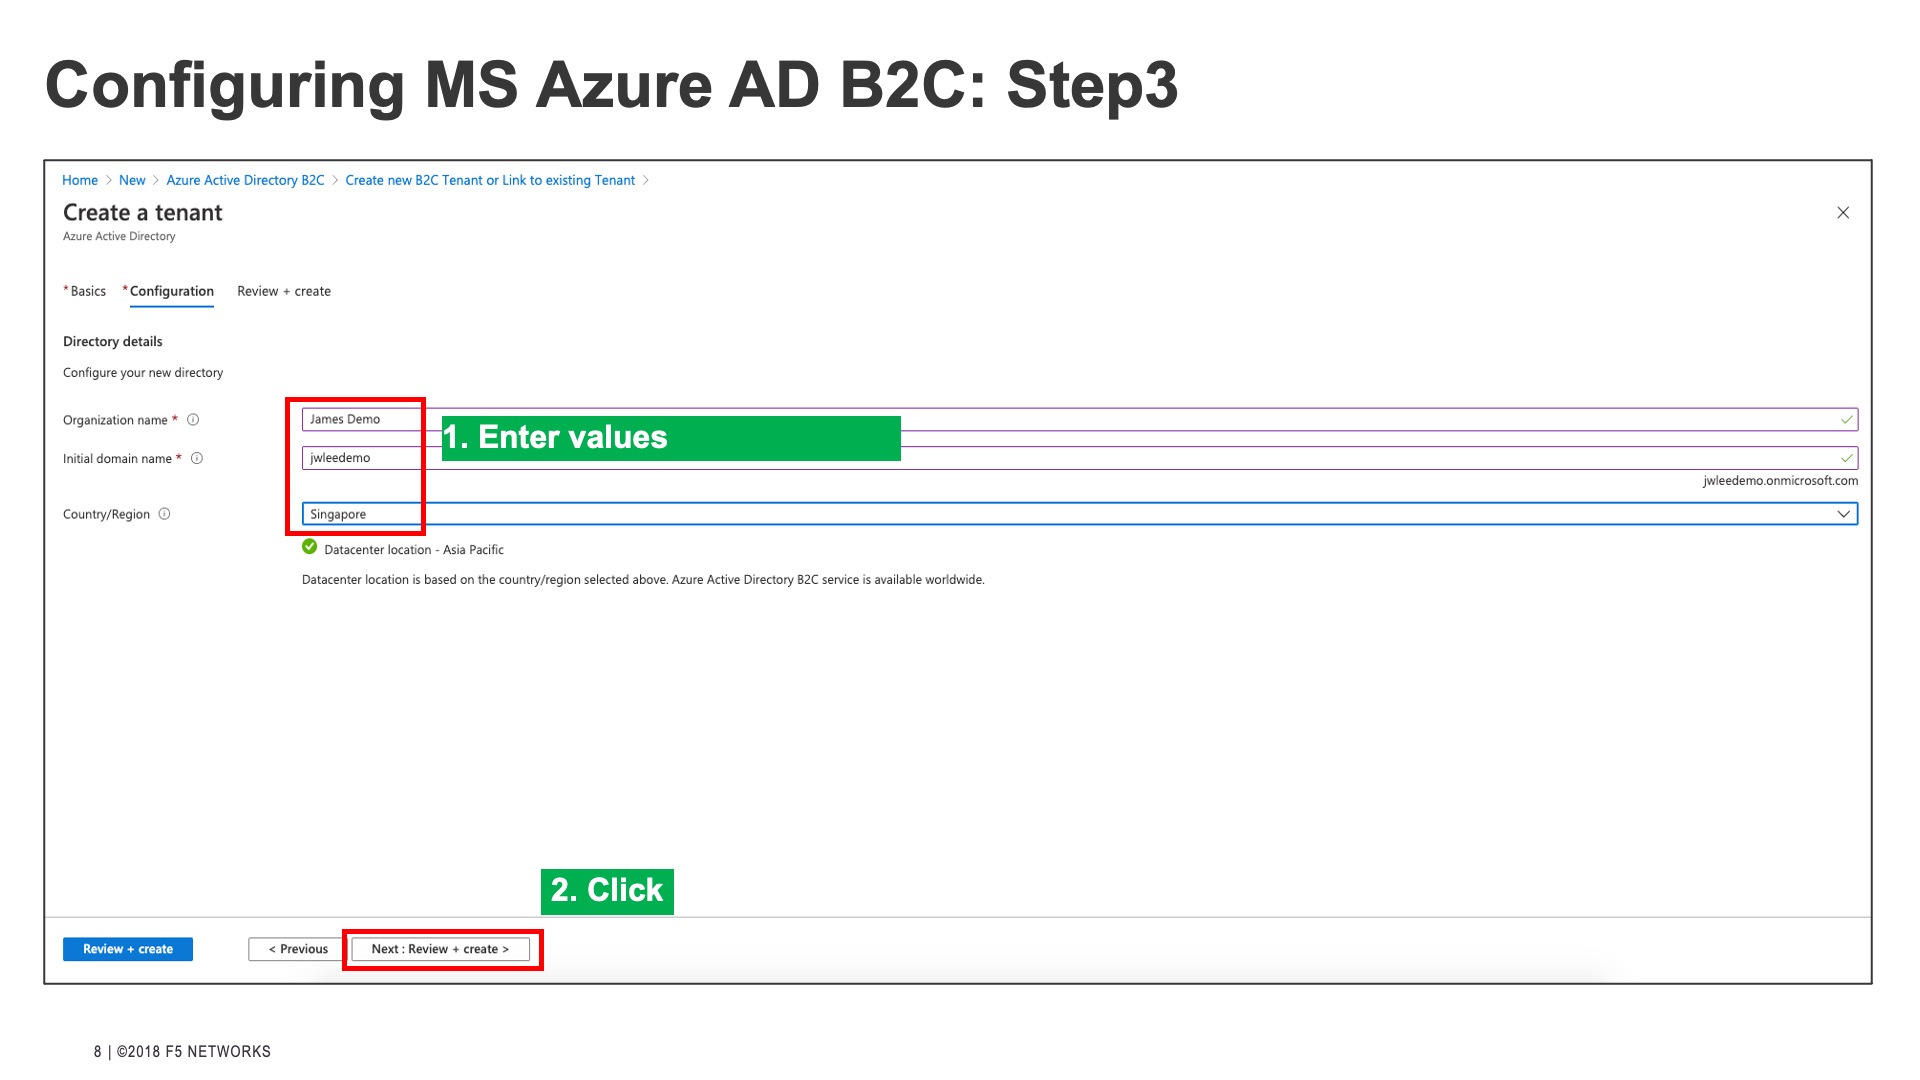 Configuring MS Azure AD B2C: Step3
Home > New > Azure Active Directory B2C > Create new B2C Tenant or Link to existing Tenant >
Create a tenant
Azure Active Directory
* Basics * Configuration Review + create
Directory details
Configure your new directory
Organization name * James Demo
1. Enter values
Initial domain name * jwleedemo
jwleedemo.onmicrosoft.com
Country/Region Singapore
Datacenter location - Asia Pacific
Datacenter location is based on the country/region selected above. Azure Active Directory B2C service is available worldwide.
2. Click
Review + create < Previous Next : Review + create >
8 | ©2018 F5 NETWORKS